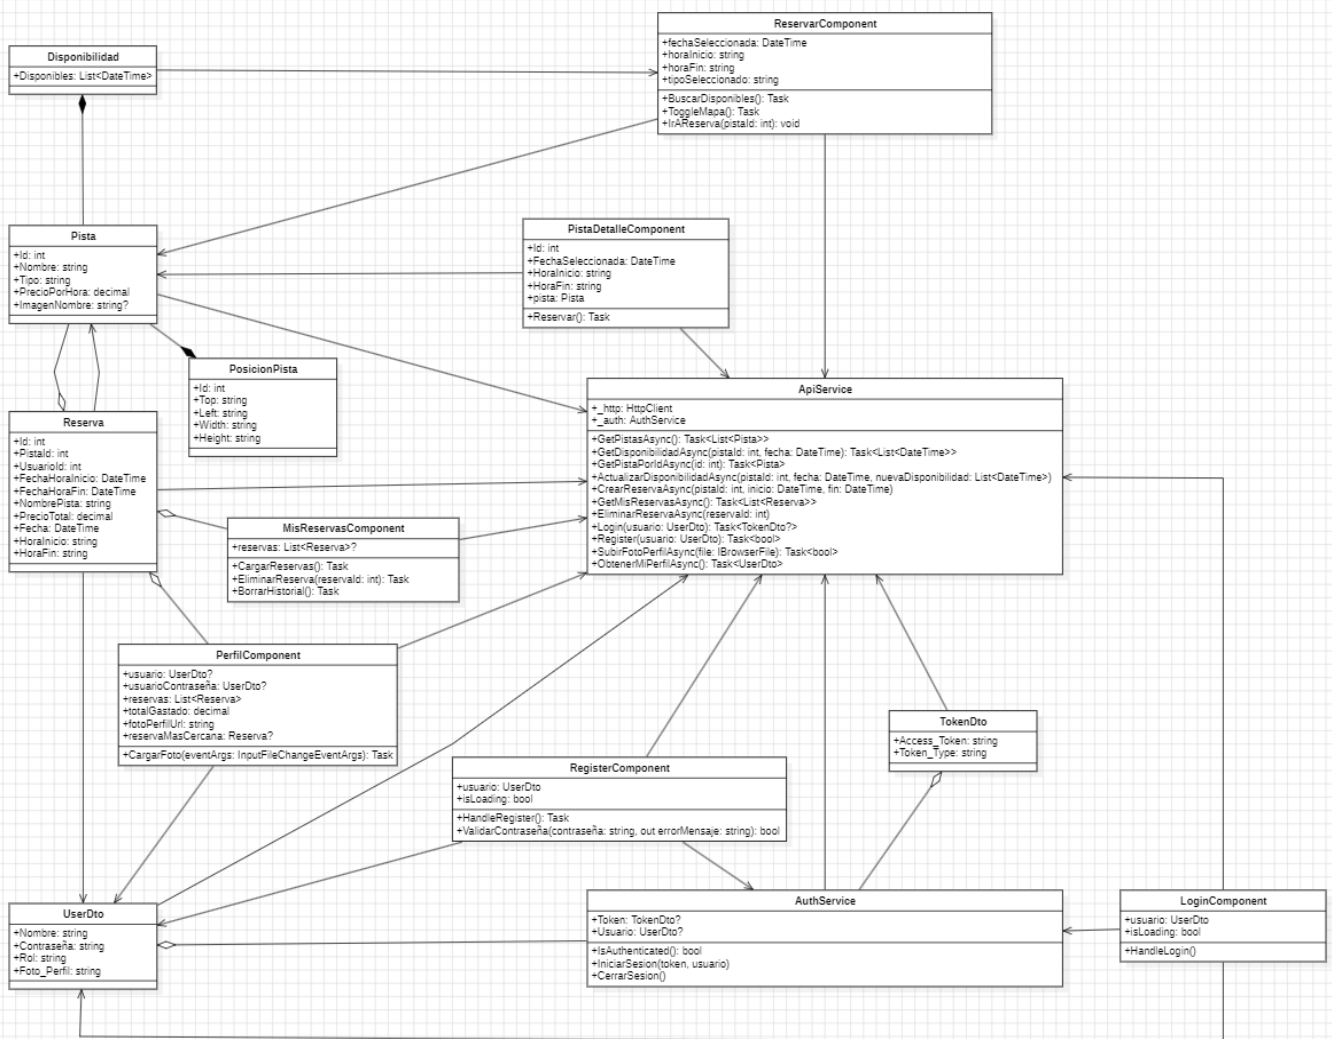 ReservarComponent
+fechaSeleccionada: DateTime
+horaInicio: string
+horaFin: string
+tipoSeleccionado: string
+BuscarDisponibles(): Task
+ToggleMapa(): Task
+IrAReserva(pistaId: int): void
Disponibilidad
+Disponibles: List<DateTime>
Pista
+Id: int
+Nombre: string
+Tipo: string
+PrecioPorHora: decimal
+ImagenNombre: string?
PistaDetalleComponent
+Id: int
+FechaSeleccionada: DateTime
+HoraInicio: string
+HoraFin: string
+pista: Pista
+Reservar(): Task
PosicionPista
+Id: int
+Top: string
+Left: string
+Width: string
+Height: string
ApiService
+_http: HttpClient
+_auth: AuthService
+GetPistasAsync(): Task<List<Pista>>
+GetDisponibilidadAsync(pistaId: int, fecha: DateTime): Task<List<DateTime>>
+GetPistaPorIdAsync(id: int): Task<Pista>
+ActualizarDisponibilidadAsync(pistaId: int, fecha: DateTime, nuevaDisponibilidad: List<DateTime>)
+CrearReservaAsync(pistaId: int, inicio: DateTime, fin: DateTime)
+GetMisReservasAsync(): Task<List<Reserva>>
+EliminarReservaAsync(reservaId: int)
+Login(usuario: UserDto): Task<TokenDto?>
+Register(usuario: UserDto): Task<bool>
+SubirFotoPerfilAsync(file: IBrowserFile): Task<bool>
+ObtenerMiPerfilAsync(): Task<UserDto>
Reserva
+Id: int
+PistaId: int
+UsuarioId: int
+FechaHoraInicio: DateTime
+FechaHoraFin: DateTime
+NombrePista: string
+PrecioTotal: decimal
+Fecha: DateTime
+HoraInicio: string
+HoraFin: string
MisReservasComponent
+reservas: List<Reserva>?
+CargarReservas(): Task
+EliminarReserva(reservaId: int): Task
+BorrarHistorial(): Task
PerfilComponent
+usuario: UserDto?
+usuarioContraseña: UserDto?
+reservas: List<Reserva>
+totalGastado: decimal
+fotoPerfilUrl: string
+reservaMasCercana: Reserva?
+CargarFoto(eventArgs: InputFileChangeEventArgs): Task
TokenDto
+Access_Token: string
+Token_Type: string
RegisterComponent
+usuario: UserDto
+isLoading: bool
+HandleRegister(): Task
+ValidarContraseña(contraseña: string, out errorMensaje: string): bool
UserDto
+Nombre: string
+Contraseña: string
+Rol: string
+Foto_Perfil: string
AuthService
+Token: TokenDto?
+Usuario: UserDto?
+IsAuthenticated(): bool
+IniciarSesion(token, usuario)
+CerrarSesion()
LoginComponent
+usuario: UserDto
+isLoading: bool
+HandleLogin()